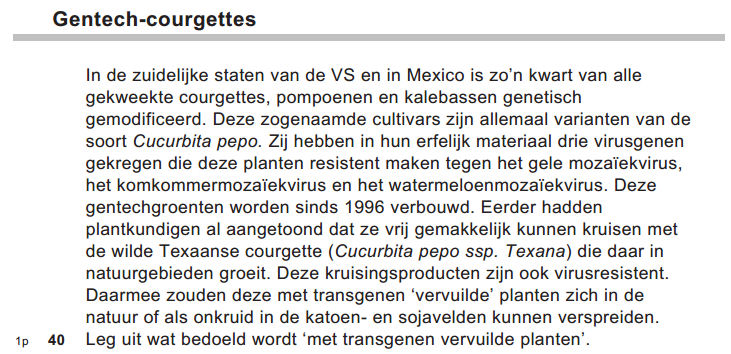 Gentech-courgettes
In de zuidelijke staten van de VS en in Mexico is zo’n kwart van alle
gekweekte courgettes, pompoenen en kalebassen genetisch
gemodificeerd. Deze zogenaamde cultivars zijn allemaal varianten van de
soort Cucurbita pepo. Zij hebben in hun erfelijk materiaal drie virusgenen
gekregen die deze planten resistent maken tegen het gele mozaïekvirus,
het komkommermozaïekvirus en het watermeloenmozaïekvirus. Deze
gentechgroenten worden sinds 1996 verbouwd. Eerder hadden
plantkundigen al aangetoond dat ze vrij gemakkelijk kunnen kruisen met
de wilde Texaanse courgette (Cucurbita pepo ssp. Texana) die daar in
natuurgebieden groeit. Deze kruisingsproducten zijn ook virusresistent.
Daarmee zouden deze met transgenen ‘vervuilde’ planten zich in de
natuur of als onkruid in de katoen- en sojavelden kunnen verspreiden.
1p 40 Leg uit wat bedoeld wordt ‘met transgenen vervuilde planten’.